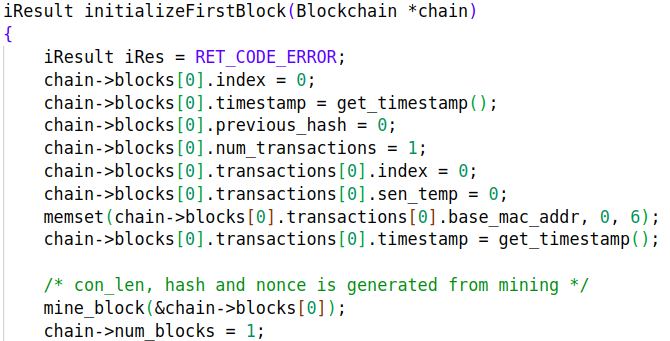 iResult initializeFirstBlock(Blockchain *chain)
{
    iResult iRes = RET_CODE_ERROR;
    chain->blocks[0].index = 0;
    chain->blocks[0].timestamp = get_timestamp();
    chain->blocks[0].previous_hash = 0;
    chain->blocks[0].num_transactions = 1;
    chain->blocks[0].transactions[0].index = 0;
    chain->blocks[0].transactions[0].sen_temp = 0;
    memset(chain->blocks[0].transactions[0].base_mac_addr, 0, 6);
    chain->blocks[0].transactions[0].timestamp = get_timestamp();
    /* con_len, hash and nonce is generated from mining */
    mine_block(&chain->blocks[0]);
    chain->num_blocks = 1;